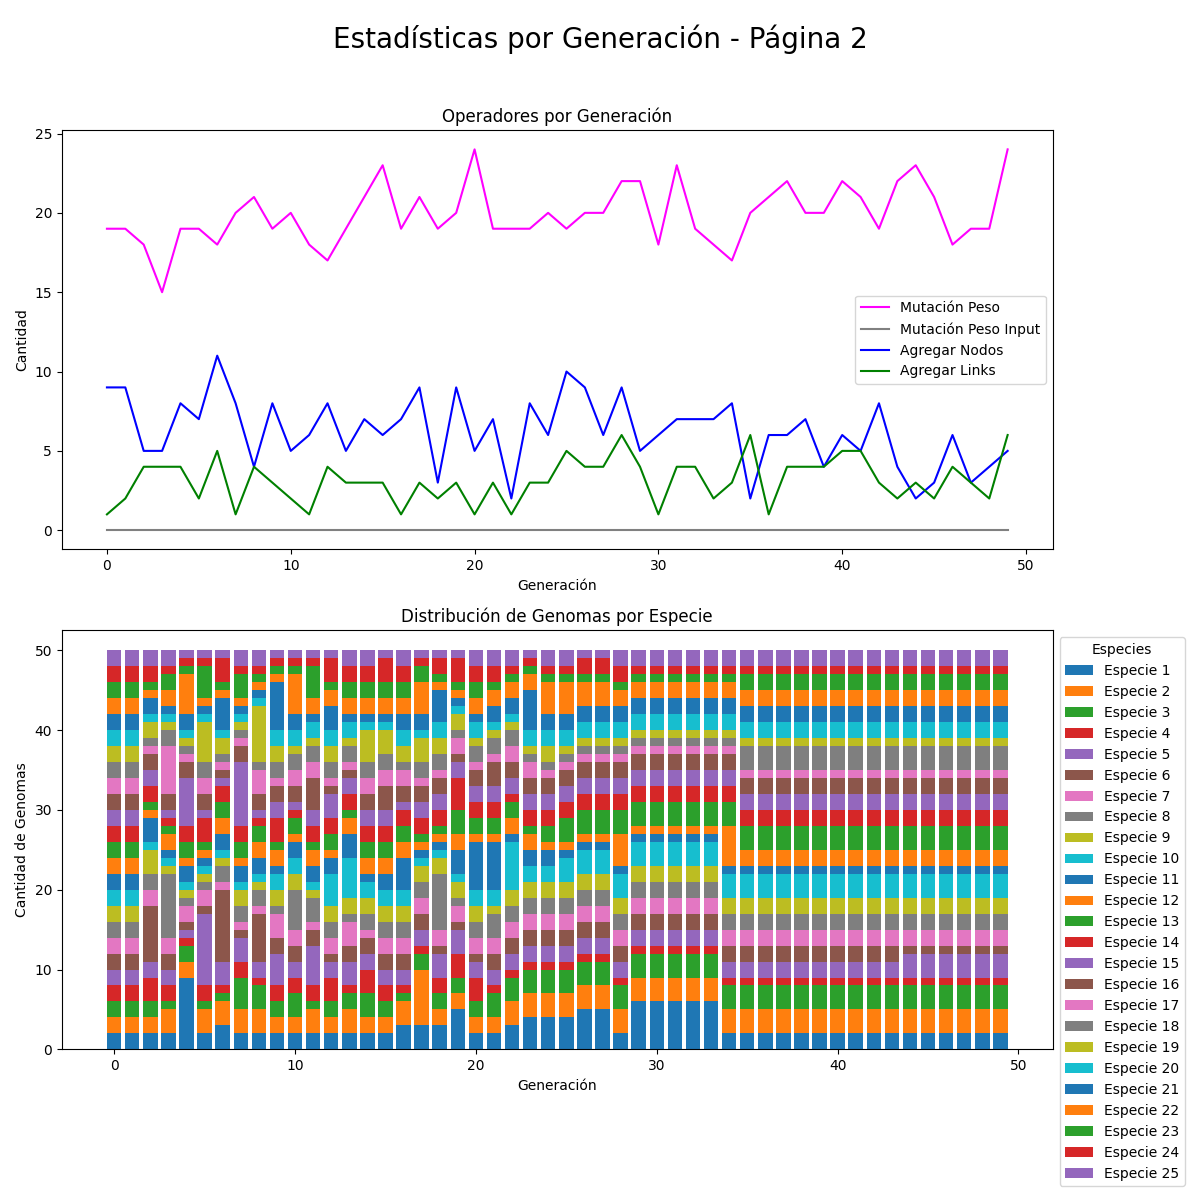 Estadísticas por Generación - Página 2
Operadores por Generación
25
20
15
10
5
0
Cantidad
Mutación Peso
Mutación Peso Input
Agregar Nodos
Agregar Links
0 10 20 30 40 50
Generación
Distribución de Genomas por Especie
50
40
30
20
10
0
Cantidad de Genomas
0 10 20 30 40 50
Generación
Especies
Especie 1
Especie 2
Especie 3
Especie 4
Especie 5
Especie 6
Especie 7
Especie 8
Especie 9
Especie 10
Especie 11
Especie 12
Especie 13
Especie 14
Especie 15
Especie 16
Especie 17
Especie 18
Especie 19
Especie 20
Especie 21
Especie 22
Especie 23
Especie 24
Especie 25